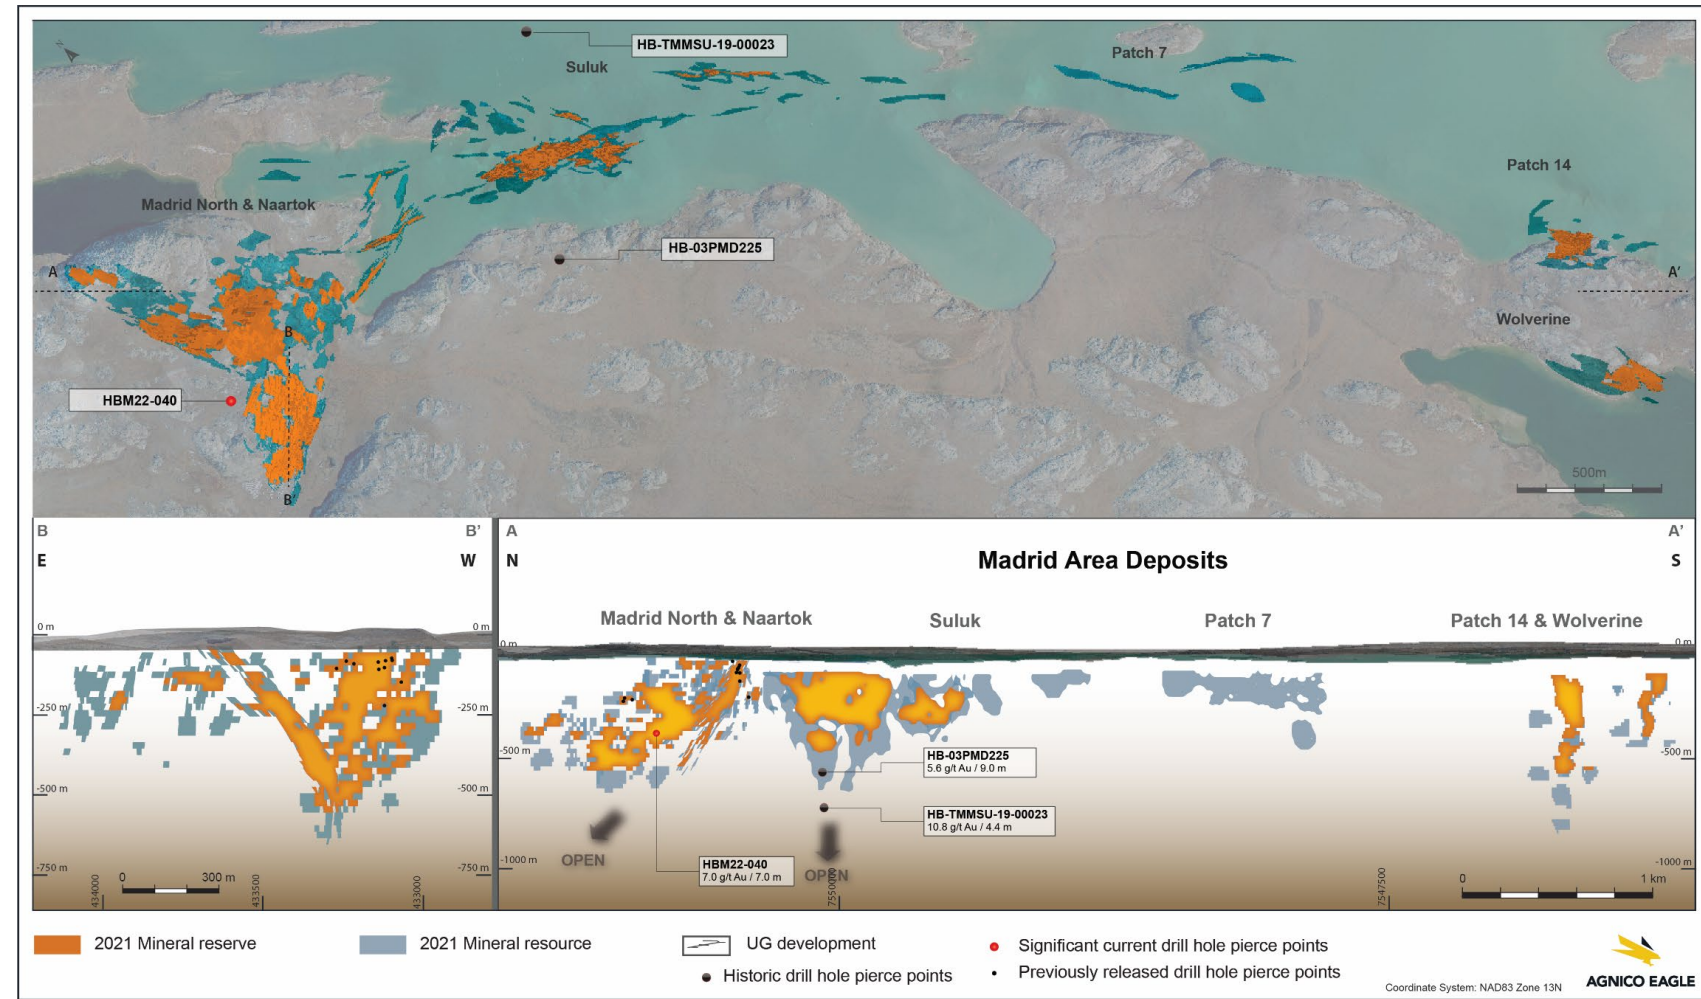 HB-TMMSU-19-00023
Suluk
Patch 7
Patch 14
Madrid North & Naartok
HB-03PMD225
A
A'
B
Wolverine
HBM22-040
500m
B'
B
B'
E
W
0 m
0 m
-250 m
-250 m
-500 m
-500 m
-750 m
-750 m
0
300 m
434000
433500
433000
A
A'
N
S
Madrid Area Deposits
Madrid North & Naartok
Suluk
Patch 7
Patch 14 & Wolverine
0 m
0 m
-500 m
-500 m
HB-03PMD225
5.6 g/t Au / 9.0 m
HB-TMMSU-19-00023
10.8 g/t Au / 4.4 m
OPEN
OPEN
HBM22-040
7.0 g/t Au / 7.0 m
-1000 m
-1000 m
7547500
0
1 km
2021 Mineral reserve
2021 Mineral resource
UG development
Historic drill hole pierce points
Significant current drill hole pierce points
Previously released drill hole pierce points
Coordinate System: NAD83 Zone 13N
AGNICO EAGLE